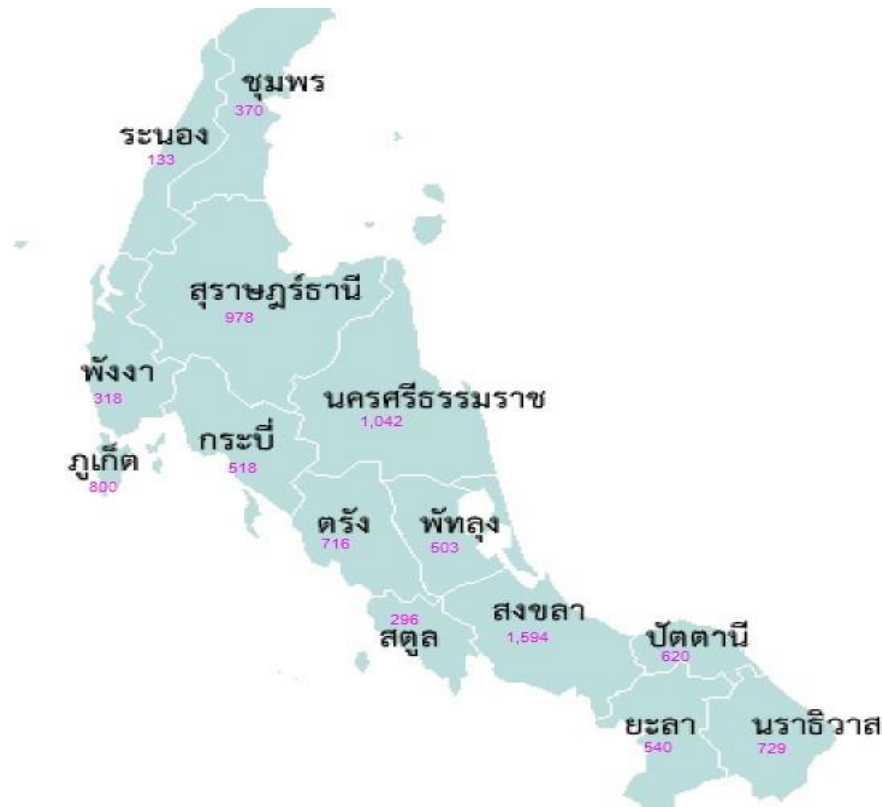 ชุมพร
370
ระนอง
133
สุราษฎร์ธานี
978
พังงา
318
นครศรีธรรมราช
1,042
กระบี่
518
ภูเก็ต
800
ตรัง
716
พัทลุง
503
296
สตูล
สงขลา
1,594
ปัตตานี
620
ยะลา
540
นราธิวาส
729